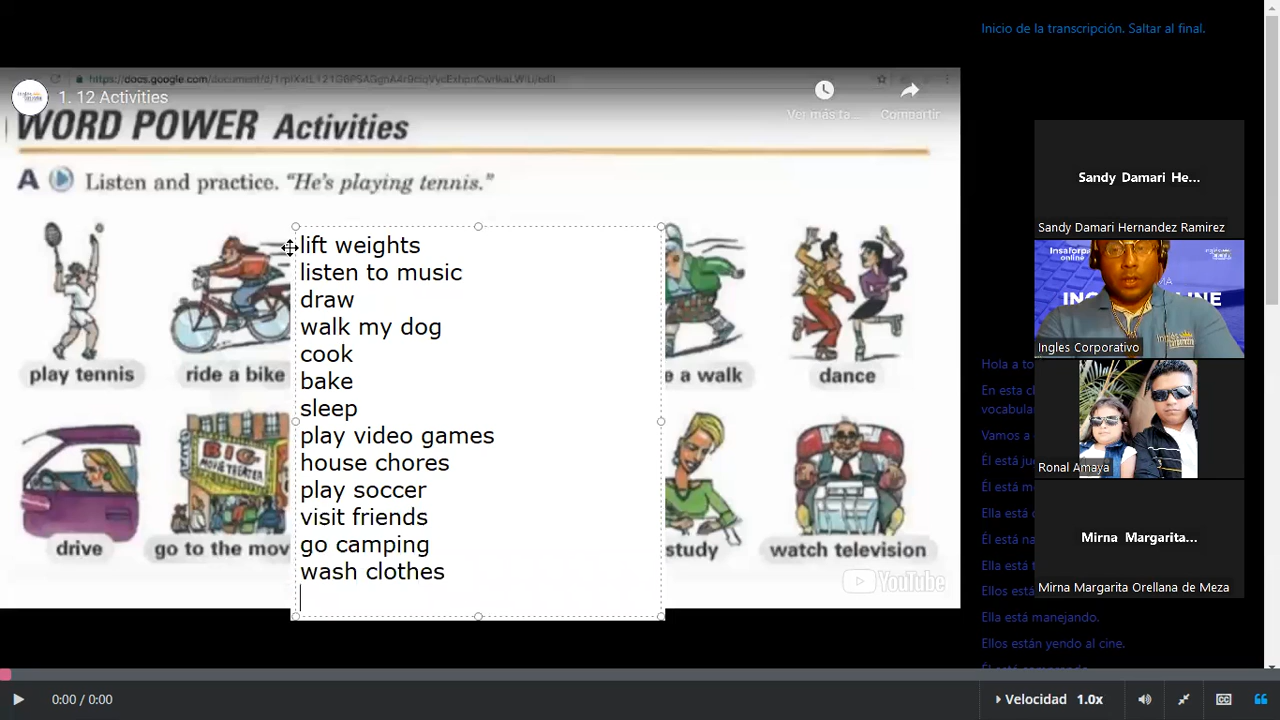 Inicio de la transcripción. Saltar al final.
1. 12 Activities
Ver más ta...
Compartir
WORD POWER Activities
A Listen and practice. "He's playing tennis."
lift weights
listen to music
draw
walk my dog
cook
bake
sleep
play video games
house chores
play soccer
visit friends
go camping
wash clothes
play tennis
ride a bike
e a walk
dance
drive
go to the mov
study
watch television
YouTube
Hola a to
En esta cl
vocabula
Vamos a
Él está ju
Él está m
Ella está
Él está na
Ella está t
Ellos está
Ella está manejando.
Ellos están yendo al cine.
Él está comprando.
Sandy Damari He...
Sandy Damari Hernandez Ramirez
Insaforp
online
Ingles Corporativo
Ronal Amaya
Mirna Margarita...
Mirna Margarita Orellana de Meza
0:00 / 0:00
Velocidad 1.0x
CC